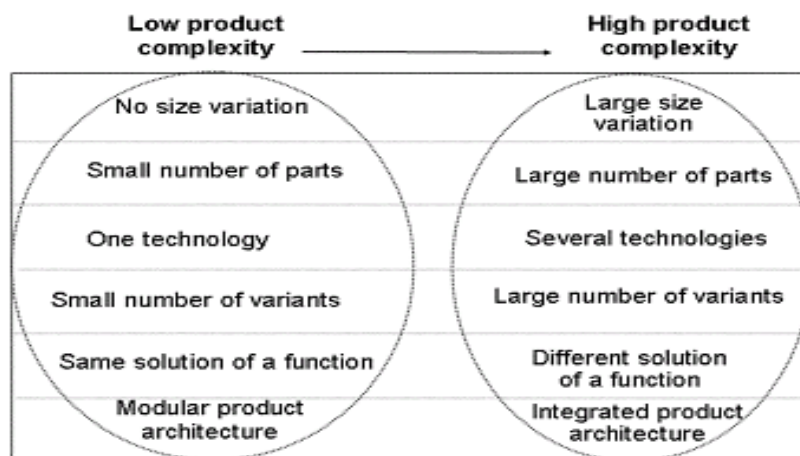 Low product
complexity
High product
complexity
No size variation
Large size
variation
Small number of parts
Large number of parts
One technology
Several technologies
Small number of variants
Large number of variants
Same solution of a function
Different solution
of a function
Modular product
architecture
Integrated product
architecture